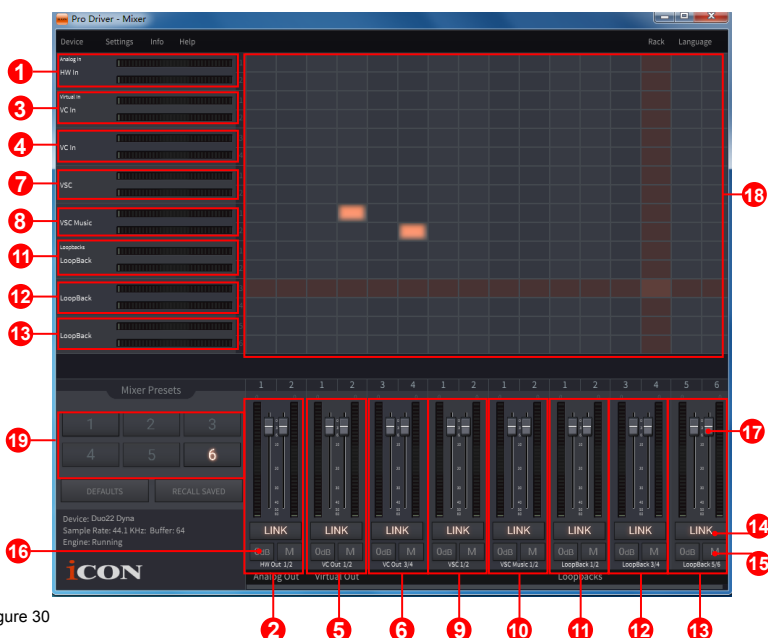 Pro Driver - Mixer
Device Settings Info Help Rack Language
Analog In
HW In
1
Virtual In
VC In
3
VC In
4
VSC
7
VSC Music
8
18
Loopbacks
LoopBack
11
LoopBack
12
LoopBack
13
Mixer Presets
1 2 1 2 3 4 1 2 1 2 1 2 3 4 5 6
1 2 3
4 5 6
19
17
DEFAULTS RECALL SAVED
Device: Duo22 Dyna
Sample Rate: 44.1 KHz: Buffer: 64
Engine: Running
LINK LINK LINK LINK LINK LINK LINK LINK
14
16
0dB M 0dB M 0dB M 0dB M 0dB M 0dB M 0dB M 0dB M
15
HW Out 1/2 VC Out 1/2 VC Out 3/4 VSC 1/2 VSC Music 1/2 LoopBack 1/2 LoopBack 3/4 LoopBack 5/6
iCON
Analog Out Virtual Out Loopbacks
gure 30
2 5 6 9 10 11 12 13